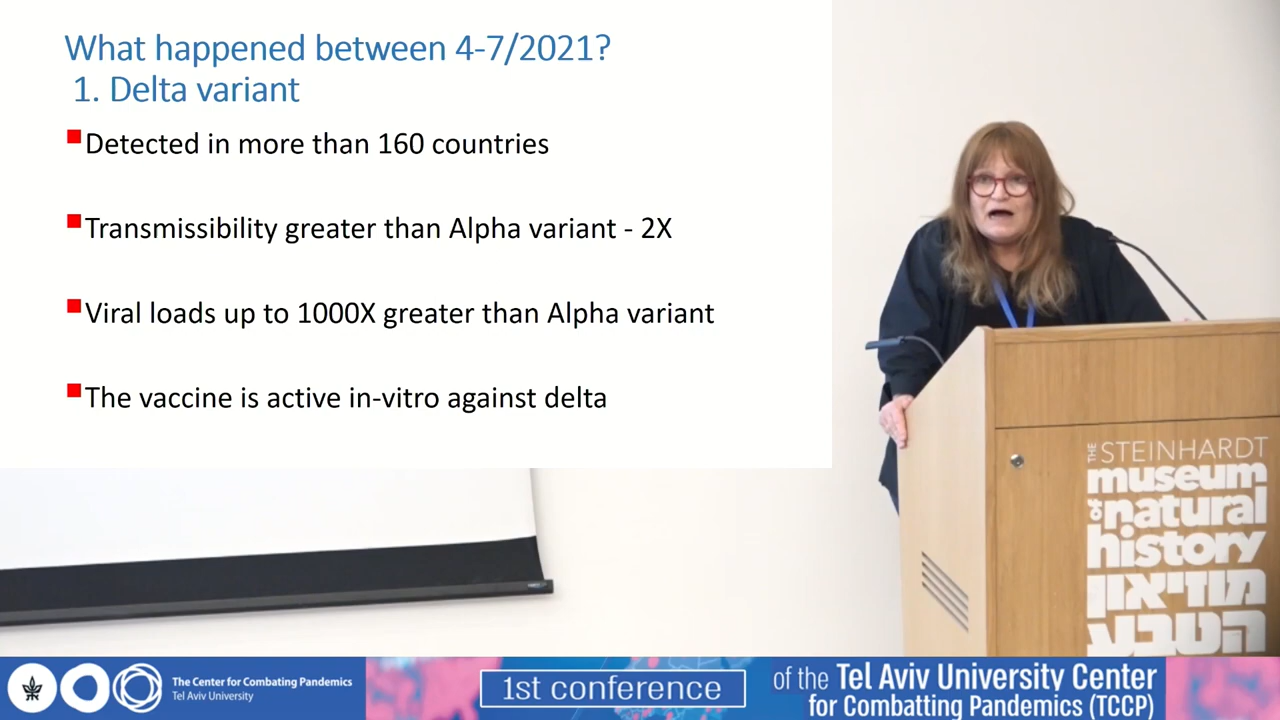 What happened between 4-7/2021?
1. Delta variant
Detected in more than 160 countries
Transmissibility greater than Alpha variant - 2X
Viral loads up to 1000X greater than Alpha variant
The vaccine is active in-vitro against delta
THE STEINHARDT
museum
of natural
history
מוזיאון
הטבע
The Center for Combating Pandemics
Tel Aviv University
1st conference
of the Tel Aviv University Center
for Combatting Pandemics (TCCP)